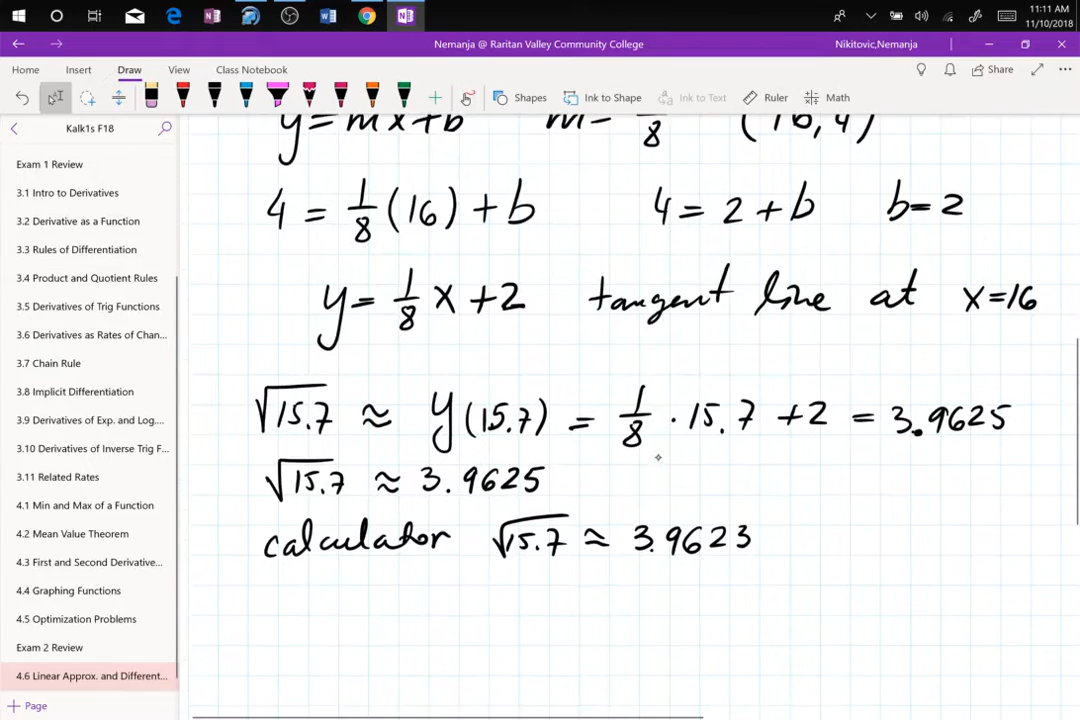 11:11 AM
11/10/2018
Nemanja @ Raritan Valley Community College
Nikitovic,Nemanja
Home Insert Draw View Class Notebook
Share
Shapes Ink to Shape Ink to Text Ruler Math
Kalk1s F18
Exam 1 Review
3.1 Intro to Derivatives
3.2 Derivative as a Function
3.3 Rules of Differentiation
3.4 Product and Quotient Rules
3.5 Derivatives of Trig Functions
3.6 Derivatives as Rates of Chan...
3.7 Chain Rule
3.8 Implicit Differentiation
3.9 Derivatives of Exp. and Log....
3.10 Derivatives of Inverse Trig F...
3.11 Related Rates
4.1 Min and Max of a Function
4.2 Mean Value Theorem
4.3 First and Second Derivative...
4.4 Graphing Functions
4.5 Optimization Problems
Exam 2 Review
4.6 Linear Approx. and Different...
+ Page
y = mx+b m = /8 (16, 4)
4 = 1/8 (16) + b 4 = 2 + b b = 2
y = 1/8 x + 2 tangent line at x = 16
√15.7 ≈ y(15.7) = 1/8 · 15.7 + 2 = 3.9625
√15.7 ≈ 3.9625
calculator √15.7 ≈ 3.9623